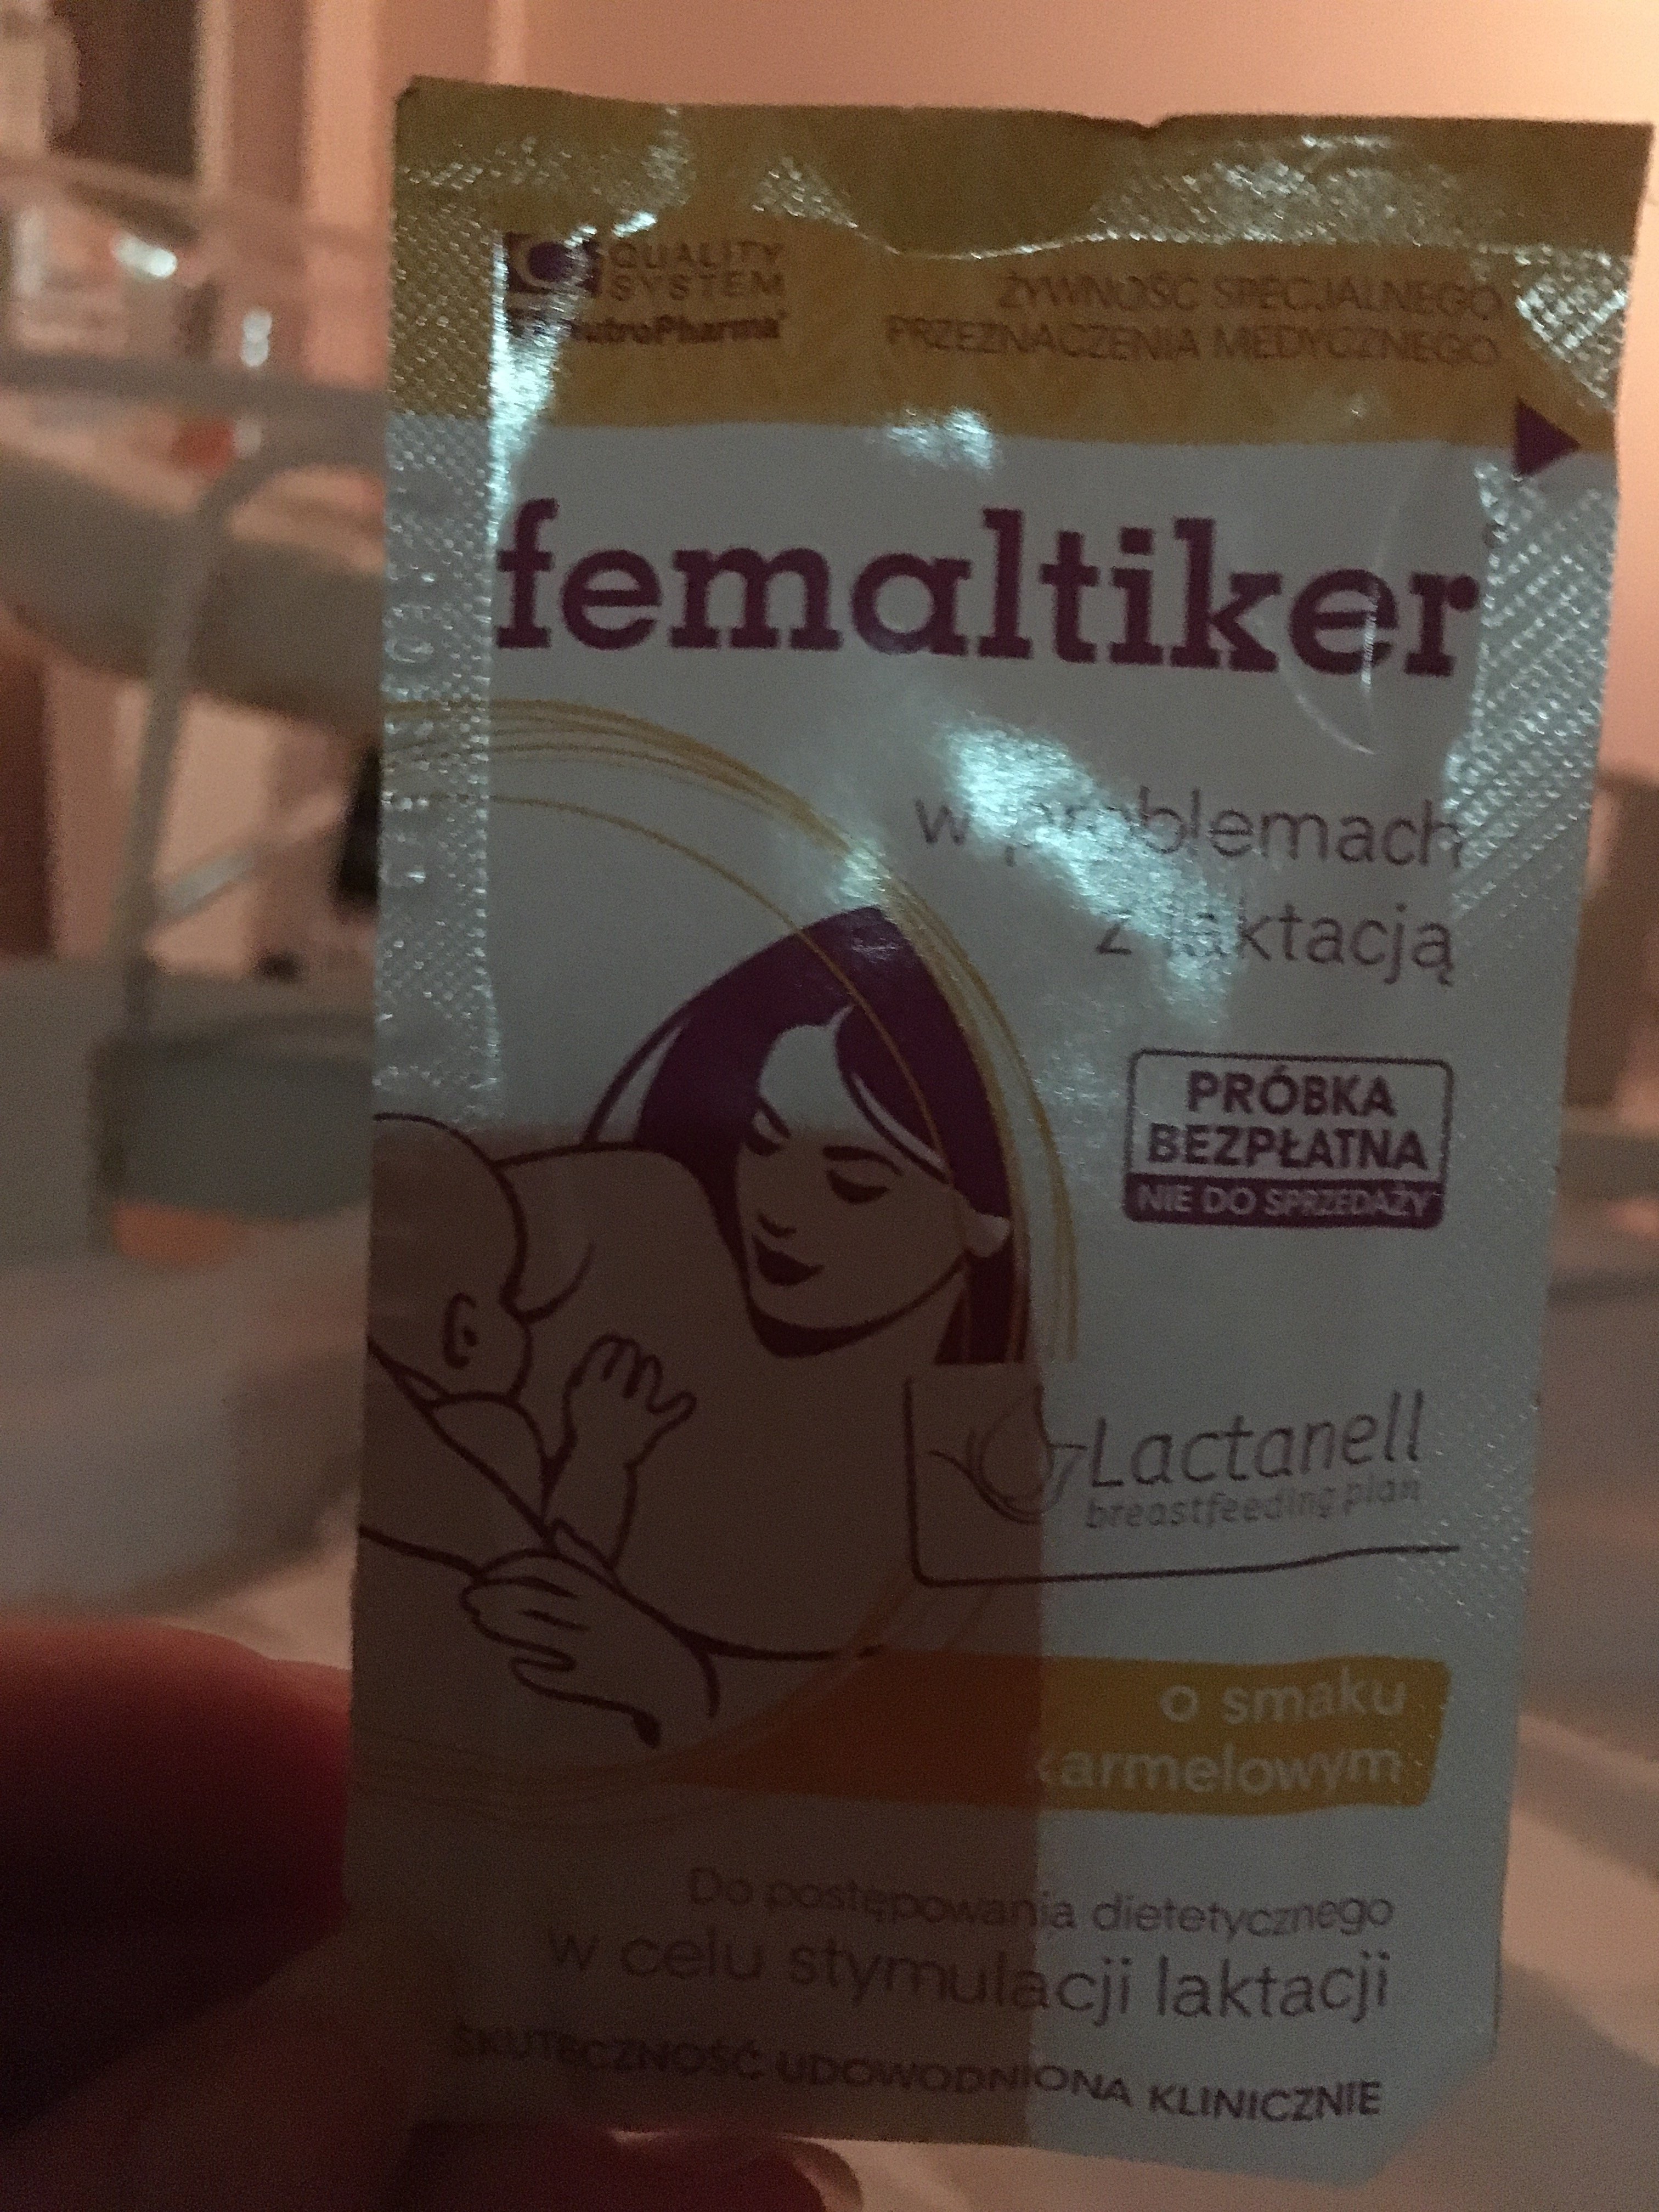 QUALITY
SYSTEM
ŻYWNOŚĆ SPECJALNEGO
PRZEZNACZENIA MEDYCZNEGO
femaltiker
w problemach
z laktacją
PRÓBKA
BEZPŁATNA
NIE DO SPRZEDAŻY
Lactanell
breastfeeding plan
o smaku
karmelowym
Do postępowania dietetycznego
w celu stymulacji laktacji
SKUTECZNOŚĆ UDOWODNIONA KLINICZNIE